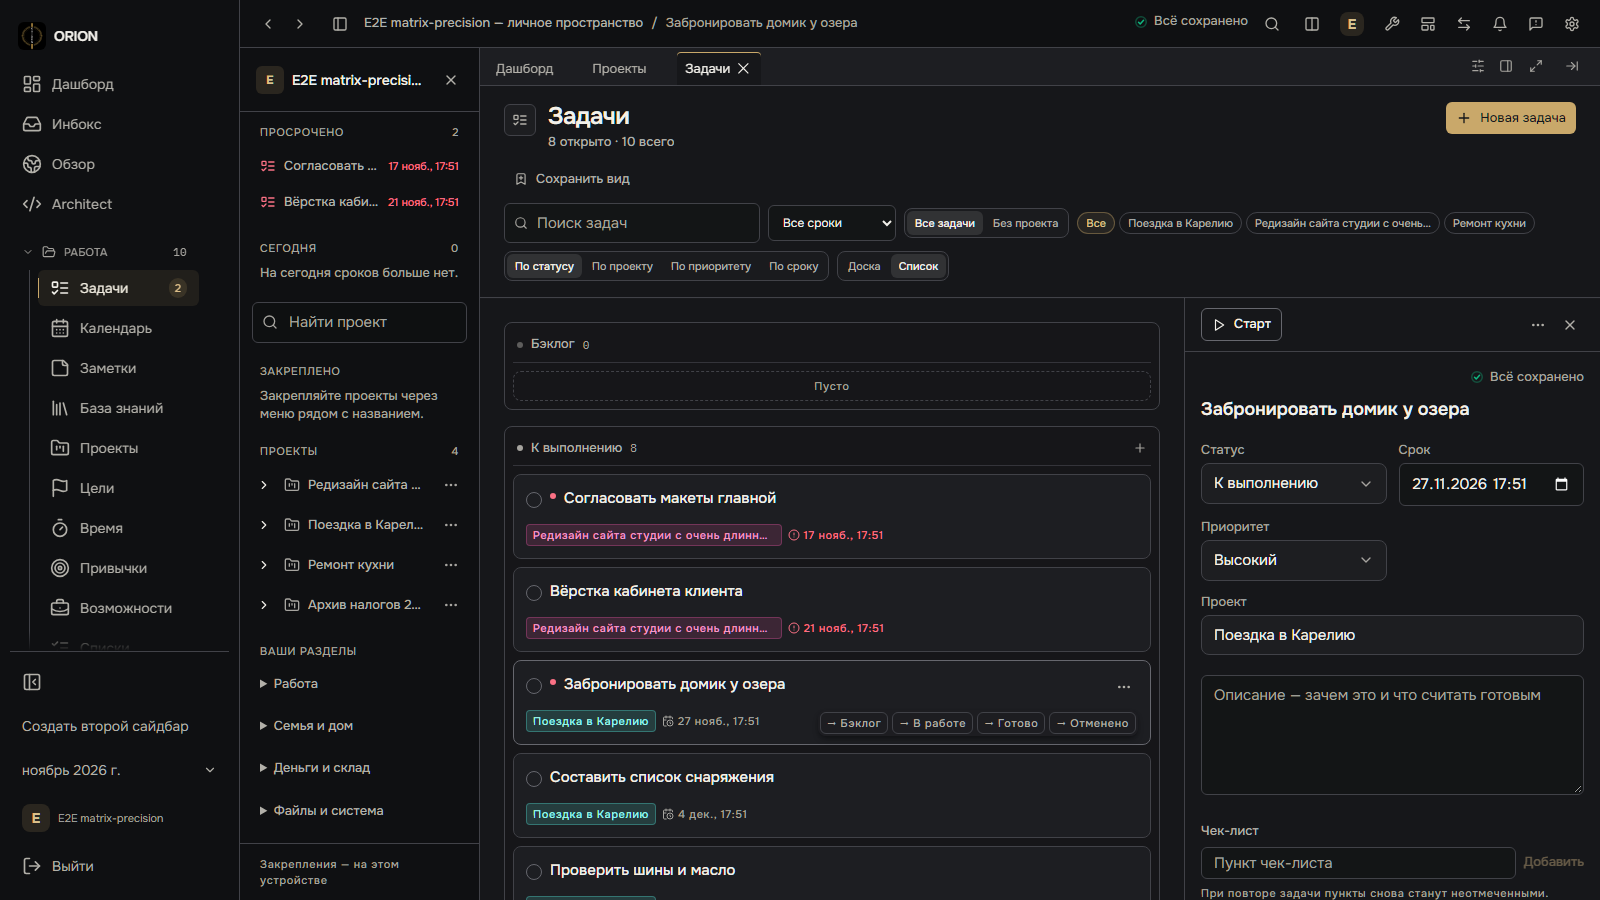 ORION
Дашборд
Инбокс
Обзор
Architect
РАБОТА 10
Задачи 2
Календарь
Заметки
База знаний
Проекты
Цели
Время
Привычки
Возможности
Списки
Создать второй сайдбар
ноябрь 2026 г.
E E2E matrix-precision
Выйти
E2E matrix-precision — личное пространство / Забронировать домик у озера
Всё сохранено
E
E E2E matrix-precisi...
ПРОСРОЧЕНО 2
Согласовать ... 17 нояб., 17:51
Вёрстка каби... 21 нояб., 17:51
СЕГОДНЯ 0
На сегодня сроков больше нет.
Найти проект
ЗАКРЕПЛЕНО
Закрепляйте проекты через
меню рядом с названием.
ПРОЕКТЫ 4
Редизайн сайта ...
Поездка в Карел...
Ремонт кухни
Архив налогов 2...
ВАШИ РАЗДЕЛЫ
Работа
Семья и дом
Деньги и склад
Файлы и система
Закрепления — на этом
устройстве
Дашборд Проекты Задачи
Задачи
8 открыто · 10 всего
Новая задача
Сохранить вид
Поиск задач
Все сроки
Все задачи Без проекта
Все Поездка в Карелию Редизайн сайта студии с очень... Ремонт кухни
По статусу По проекту По приоритету По сроку
Доска Список
Бэклог 0
Пусто
К выполнению 8
Согласовать макеты главной
Редизайн сайта студии с очень длинн... 17 нояб., 17:51
Вёрстка кабинета клиента
Редизайн сайта студии с очень длинн... 21 нояб., 17:51
Забронировать домик у озера
Поездка в Карелию 27 нояб., 17:51
→ Бэклог → В работе → Готово → Отменено
Составить список снаряжения
Поездка в Карелию 4 дек., 17:51
Проверить шины и масло
Старт
Всё сохранено
Забронировать домик у озера
Статус Срок
К выполнению 27.11.2026 17:51
Приоритет
Высокий
Проект
Поездка в Карелию
Описание — зачем это и что считать готовым
Чек-лист
Пункт чек-листа Добавить
При повторе задачи пункты снова станут неотмеченными.